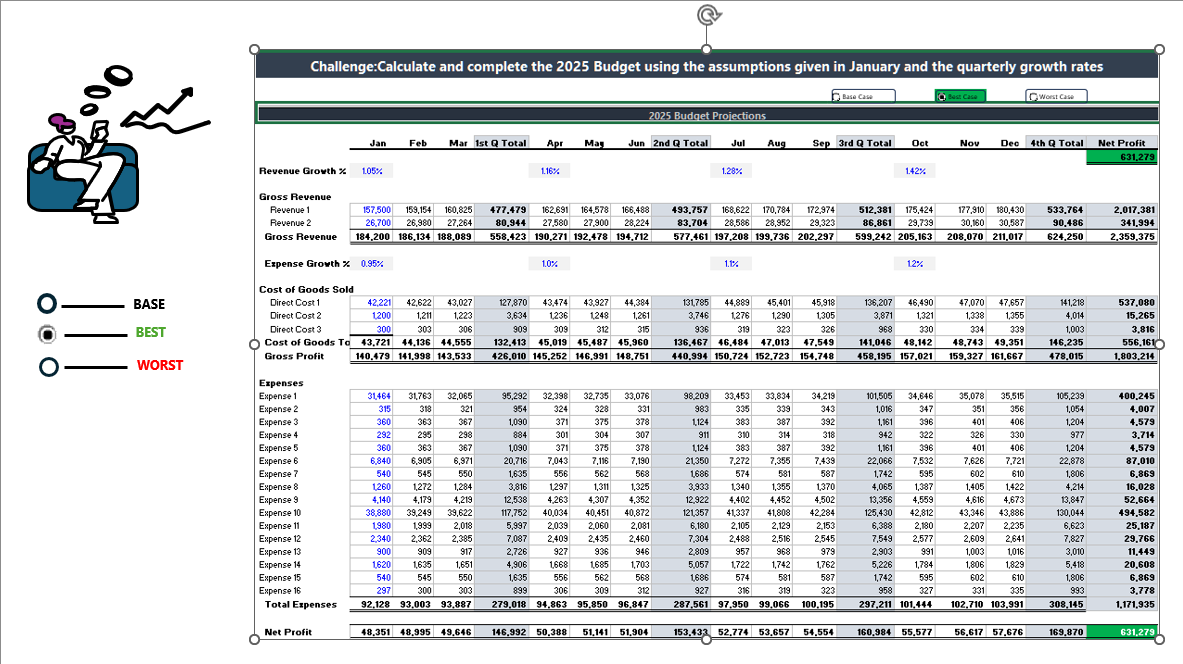 Challenge:Calculate and complete the 2025 Budget using the assumptions given in January and the quarterly growth rates
Base Case Best Case Worst Case
2025 Budget Projections
Jan Feb Mar 1st Q Total Apr May Jun 2nd Q Total Jul Aug Sep 3rd Q Total Oct Nov Dec 4th Q Total Net Profit
631,279
Revenue Growth % 1.05% 1.16% 1.28% 1.42%
Gross Revenue
Revenue 1 157,500 159,154 160,825 477,479 162,691 164,578 166,488 493,757 168,622 170,784 172,974 512,381 175,424 177,910 180,430 533,764 2,017,381
Revenue 2 26,700 26,980 27,264 80,944 27,580 27,900 28,224 83,704 28,586 28,952 29,323 86,861 29,739 30,160 30,587 90,486 341,994
Gross Revenue 184,200 186,134 188,089 558,423 190,271 192,478 194,712 577,461 197,208 199,736 202,297 599,242 205,163 208,070 211,017 624,250 2,359,375
Expense Growth % 0.95% 1.0% 1.1% 1.2%
Cost of Goods Sold
Direct Cost 1 42,221 42,622 43,027 127,870 43,474 43,927 44,384 131,785 44,889 45,401 45,918 136,207 46,490 47,070 47,657 141,218 537,080
Direct Cost 2 1,200 1,211 1,223 3,634 1,236 1,248 1,261 3,746 1,276 1,290 1,305 3,871 1,321 1,338 1,355 4,014 15,265
Direct Cost 3 300 303 306 909 309 312 315 936 319 323 326 968 330 334 339 1,003 3,816
Cost of Goods To 43,721 44,136 44,555 132,413 45,019 45,487 45,960 136,467 46,484 47,013 47,549 141,046 48,142 48,743 49,351 146,235 556,161
Gross Profit 140,479 141,998 143,533 426,010 145,252 146,991 148,751 440,994 150,724 152,723 154,748 458,195 157,021 159,327 161,667 478,015 1,803,214
Expenses
Expense 1 31,464 31,763 32,065 95,292 32,398 32,735 33,076 98,209 33,453 33,834 34,219 101,505 34,646 35,078 35,515 105,239 400,245
Expense 2 315 318 321 954 324 328 331 983 335 339 343 1,016 347 351 356 1,054 4,007
Expense 3 360 363 367 1,090 371 375 378 1,124 383 387 392 1,161 396 401 406 1,204 4,579
Expense 4 292 295 298 884 301 304 307 911 310 314 318 942 322 326 330 977 3,714
Expense 5 360 363 367 1,090 371 375 378 1,124 383 387 392 1,161 396 401 406 1,204 4,579
Expense 6 6,840 6,905 6,971 20,716 7,043 7,116 7,190 21,350 7,272 7,355 7,439 22,066 7,532 7,626 7,721 22,878 87,010
Expense 7 540 545 550 1,635 556 562 568 1,686 574 581 587 1,742 595 602 610 1,806 6,869
Expense 8 1,260 1,272 1,284 3,816 1,297 1,311 1,325 3,933 1,340 1,355 1,370 4,065 1,387 1,405 1,422 4,214 16,028
Expense 9 4,140 4,179 4,219 12,538 4,263 4,307 4,352 12,922 4,402 4,452 4,502 13,356 4,559 4,616 4,673 13,847 52,664
Expense 10 38,880 39,249 39,622 117,752 40,034 40,451 40,872 121,357 41,337 41,808 42,284 125,430 42,812 43,346 43,886 130,044 494,582
Expense 11 1,980 1,999 2,018 5,997 2,039 2,060 2,081 6,180 2,105 2,129 2,153 6,388 2,180 2,207 2,235 6,623 25,187
Expense 12 2,340 2,362 2,385 7,087 2,409 2,435 2,460 7,304 2,488 2,516 2,545 7,549 2,577 2,609 2,641 7,827 29,766
Expense 13 900 909 917 2,726 927 936 946 2,809 957 968 979 2,903 991 1,003 1,016 3,010 11,449
Expense 14 1,620 1,635 1,651 4,906 1,668 1,685 1,703 5,057 1,722 1,742 1,762 5,226 1,784 1,806 1,829 5,418 20,608
Expense 15 540 545 550 1,635 556 562 568 1,686 574 581 587 1,742 595 602 610 1,806 6,869
Expense 16 297 300 303 899 306 309 312 927 316 319 323 958 327 331 335 993 3,778
Total Expenses 92,128 93,003 93,887 279,018 94,863 95,850 96,847 287,561 97,950 99,066 100,195 297,211 101,444 102,710 103,991 308,145 1,171,935
Net Profit 48,351 48,995 49,646 146,992 50,388 51,141 51,904 153,433 52,774 53,657 54,554 160,984 55,577 56,617 57,676 169,870 631,279
BASE
BEST
WORST